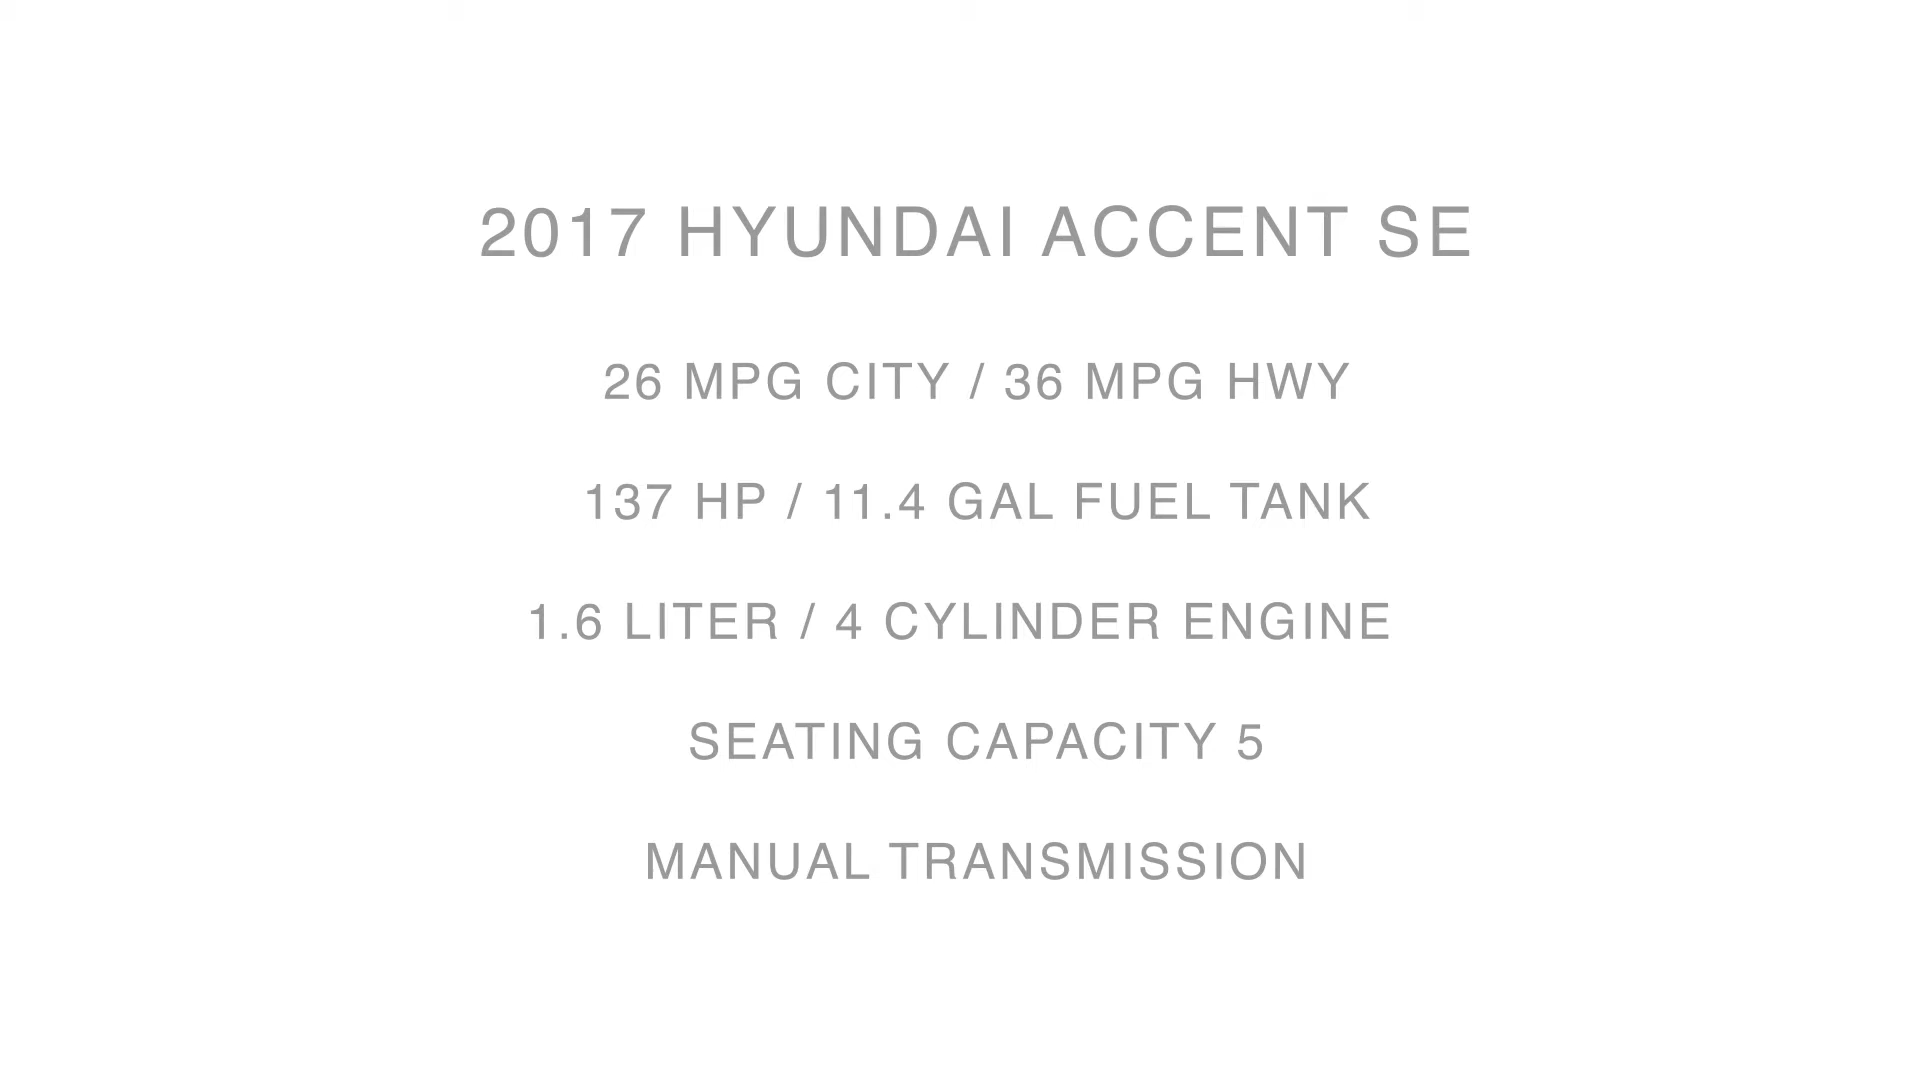 2017 HYUNDAI ACCENT SE
26 MPG CITY / 36 MPG HWY
137 HP / 11.4 GAL FUEL TANK
1.6 LITER / 4 CYLINDER ENGINE
SEATING CAPACITY 5
MANUAL TRANSMISSION